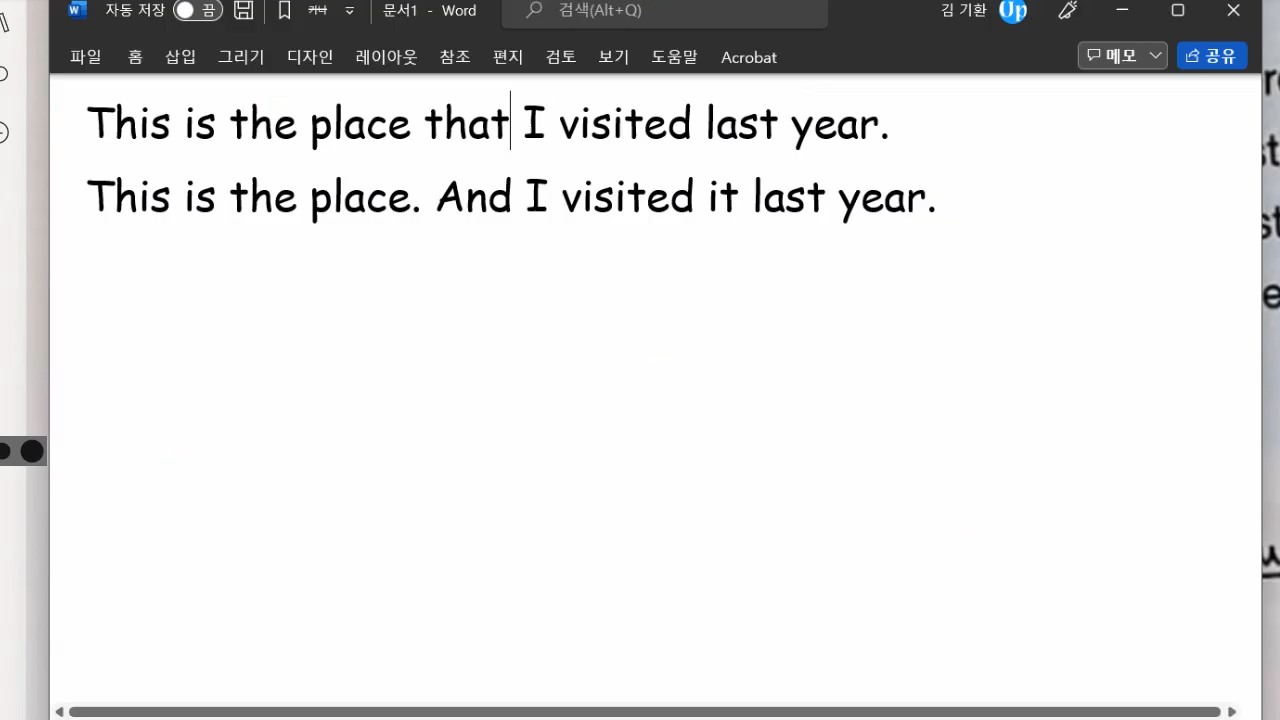 자동 저장 끔 문서1 - Word 검색(Alt+Q) 김 기환 Up
파일 홈 삽입 그리기 디자인 레이아웃 참조 편지 검토 보기 도움말 Acrobat 메모 공유
This is the place that I visited last year.
This is the place. And I visited it last year.